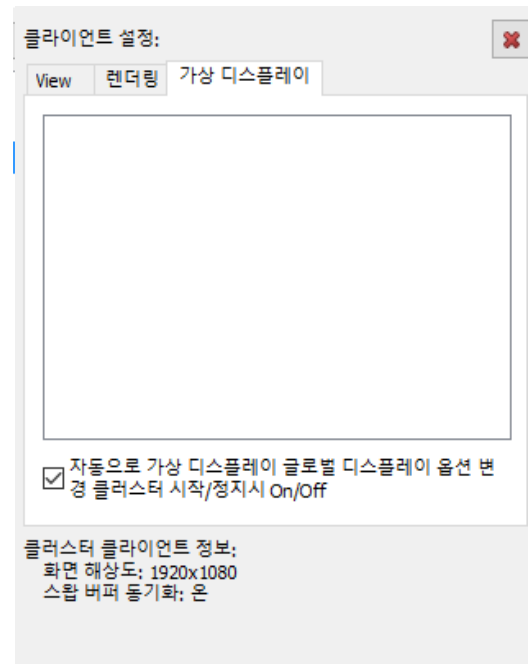 클라이언트 설정:
View 렌더링 가상 디스플레이
자동으로 가상 디스플레이 글로벌 디스플레이 옵션 변
경 클러스터 시작/정지시 On/Off
클러스터 클라이언트 정보:
화면 해상도: 1920x1080
스왑 버퍼 동기화: 온